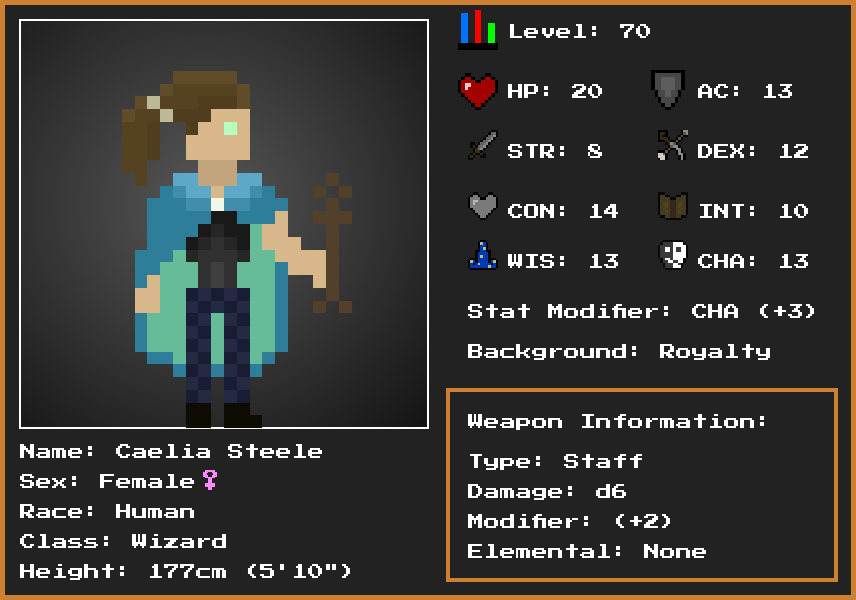 Level: 70
HP: 20 AC: 13
STR: 8 DEX: 12
CON: 14 INT: 10
WIS: 13 CHA: 13
Stat Modifier: CHA (+3)
Background: Royalty
Weapon Information:
Type: Staff
Damage: d6
Modifier: (+2)
Elemental: None
Name: Caelia Steele
Sex: Female♀
Race: Human
Class: Wizard
Height: 177cm (5'10")